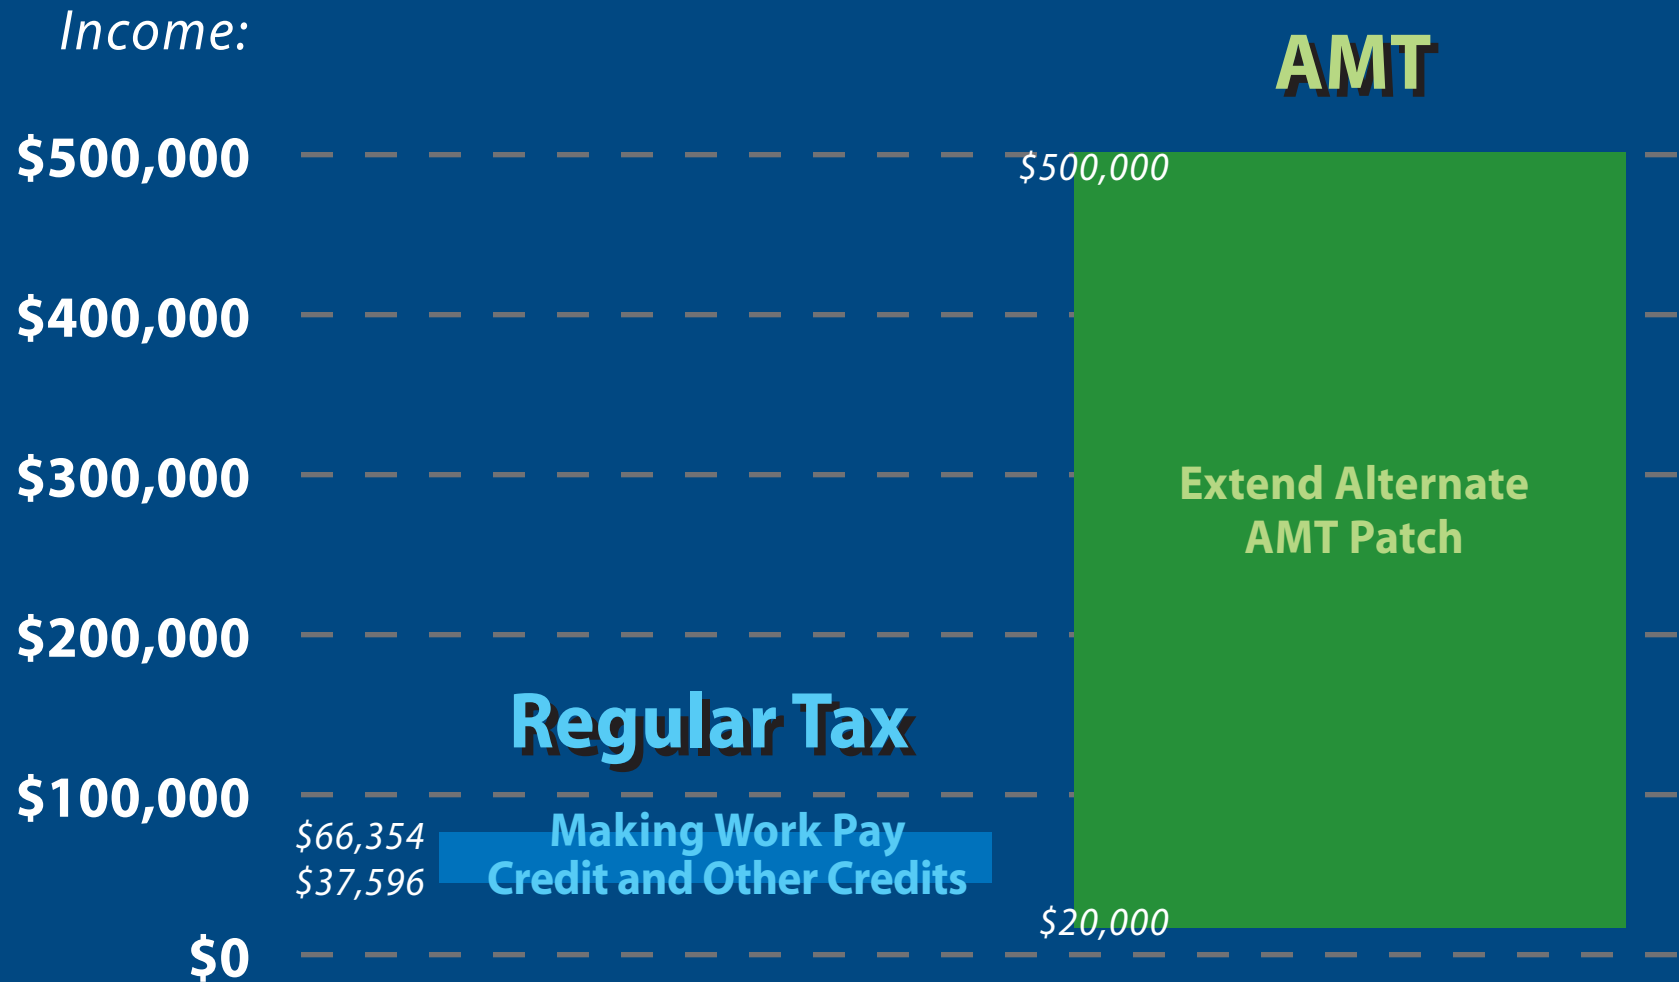 Income:
AMT
$500,000
$500,000
$400,000
$300,000
Extend Alternate
AMT Patch
$200,000
Regular Tax
$100,000
Making Work Pay
$66,354
Credit and Other Credits
$37,596
$20,000
$0